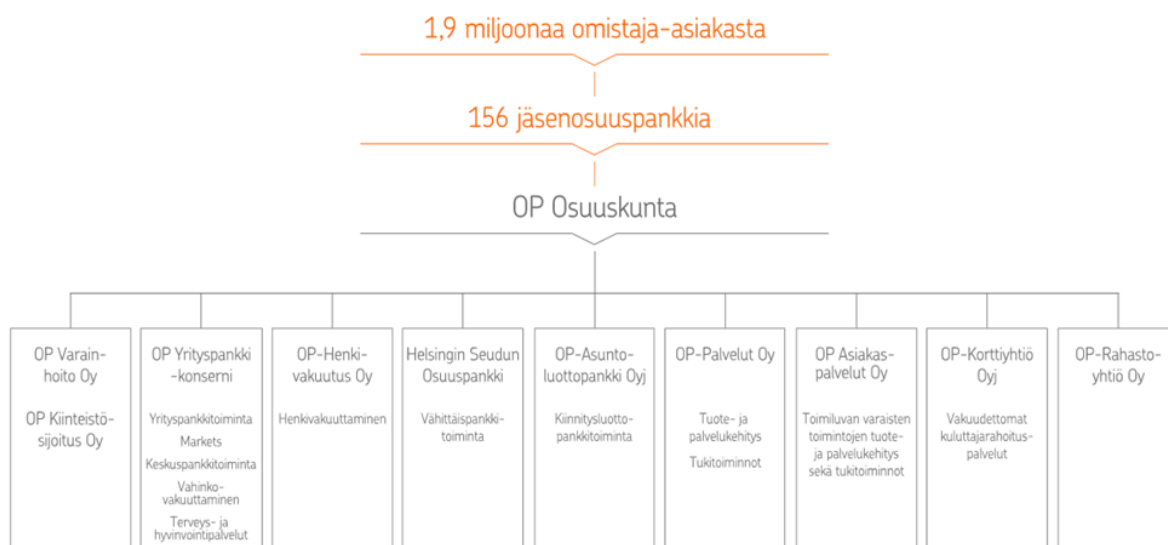 1,9 miljoonaa omistaja-asiakasta
156 jäsenosuuspankkia
OP Osuuskunta
OP Varain-
hoito Oy
OP Kiinteistö-
sijoitus Oy
OP Yrityspankki
-konserni
Yrityspankkitoiminta
Markets
Keskuspankkitoiminta
Vahinko-
vakuuttaminen
Terveys- ja
hyvinvointipalvelut
OP-Henki-
vakuutus Oy
Henkivakuuttaminen
Helsingin Seudun
Osuuspankki
Vähittäispankki-
toiminta
OP-Asunto-
luottopankki Oyj
Kiinnitysluotto-
pankkitoiminta
OP-Palvelut Oy
Tuote- ja
palvelukehitys
Tukitoiminnot
OP Asiakas-
palvelut Oy
Toimiluvan varaisten
toimintojen tuote-
ja palvelukehitys
sekä tukitoiminnot
OP-Korttiyhtiö
Oyj
Vakuudettomat
kuluttajarahoitus-
palvelut
OP-Rahasto-
yhtiö Oy